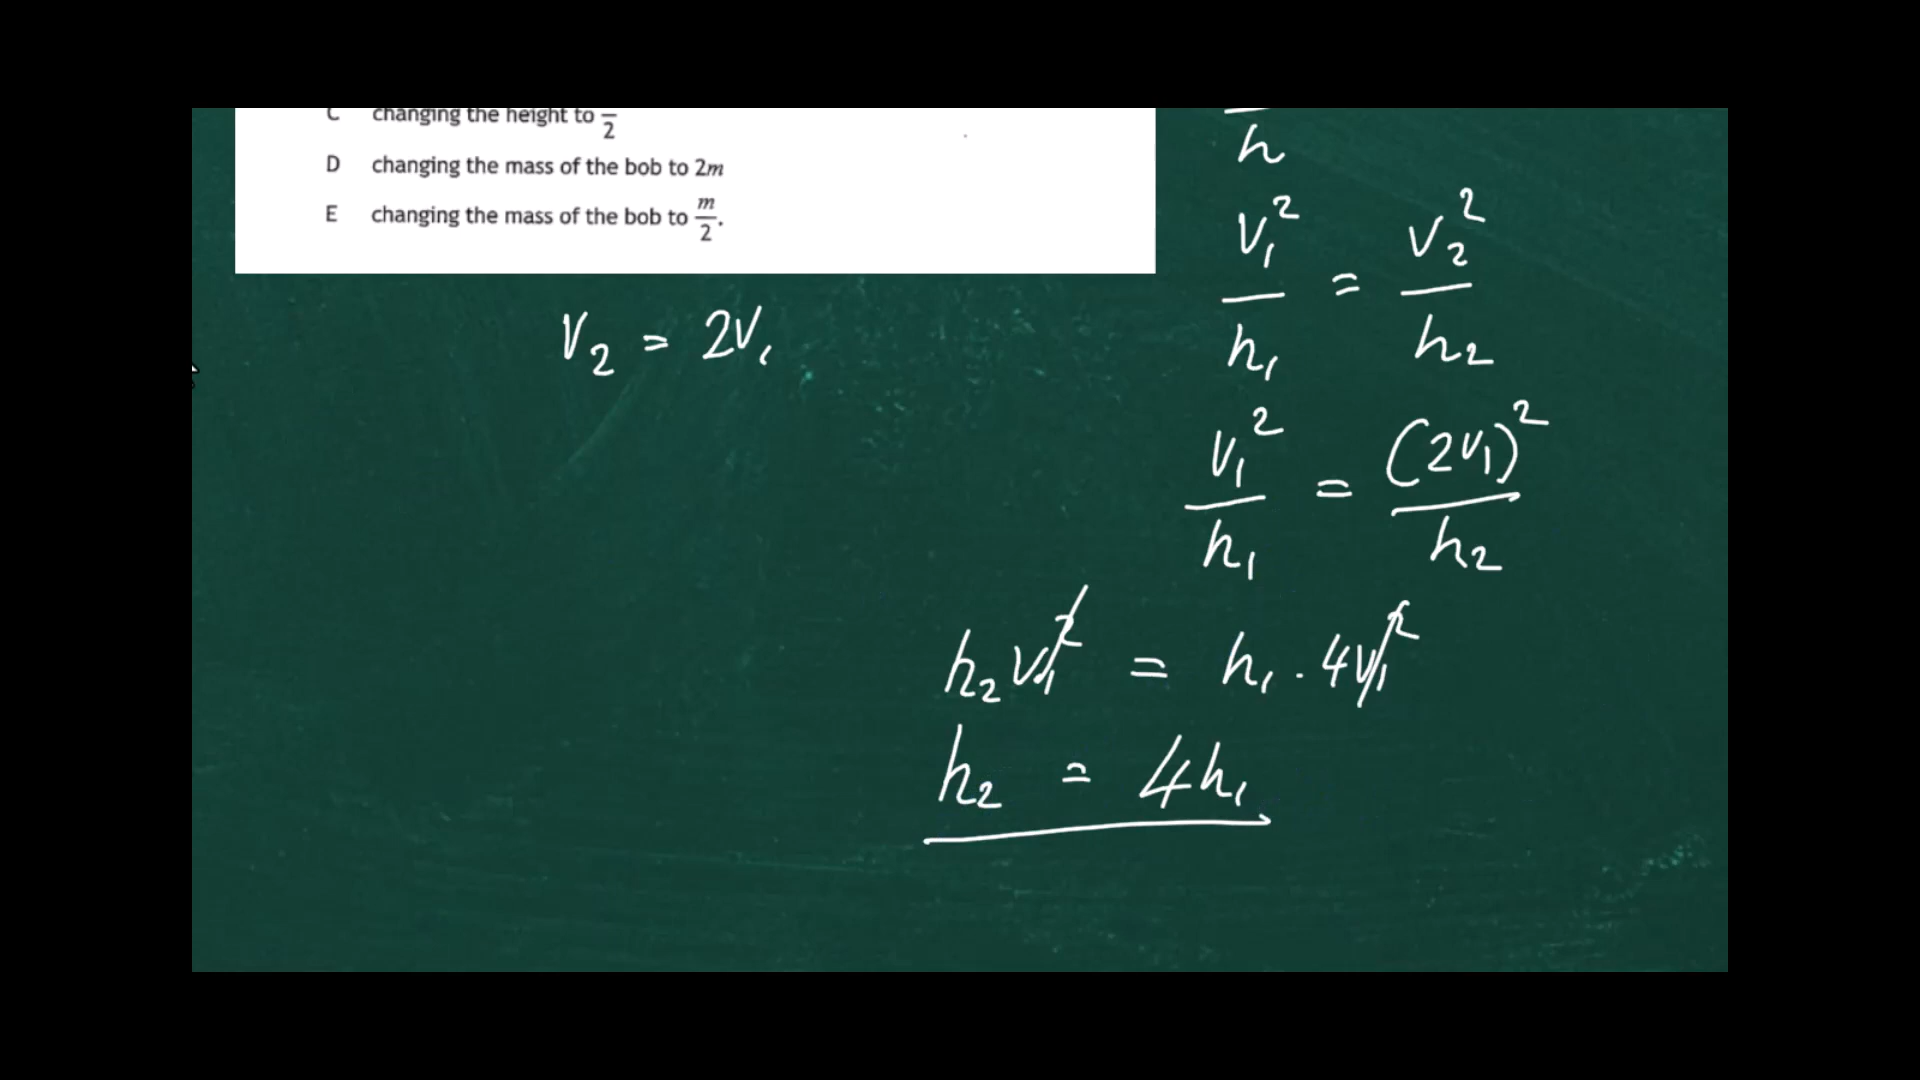 C changing the height to —/2
D changing the mass of the bob to 2m
E changing the mass of the bob to m/2.
V₂ = 2V₁
—/h
V₁²/h₁ = V₂²/h₂
V₁²/h₁ = (2V₁)²/h₂
h₂V₁² = h₁ . 4V₁²
h₂ = 4h₁